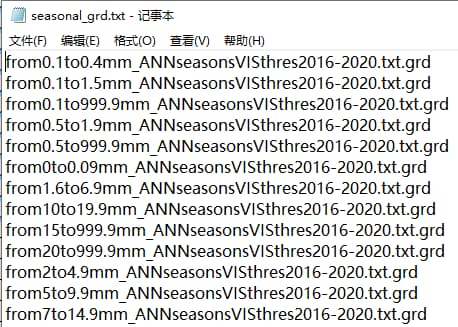 seasonal_grd.txt - 记事本
文件(F) 编辑(E) 格式(O) 查看(V) 帮助(H)
from0.1to0.4mm_ANNseasonsVISthres2016-2020.txt.grd
from0.1to1.5mm_ANNseasonsVISthres2016-2020.txt.grd
from0.1to999.9mm_ANNseasonsVISthres2016-2020.txt.grd
from0.5to1.9mm_ANNseasonsVISthres2016-2020.txt.grd
from0.5to999.9mm_ANNseasonsVISthres2016-2020.txt.grd
from0to0.09mm_ANNseasonsVISthres2016-2020.txt.grd
from1.6to6.9mm_ANNseasonsVISthres2016-2020.txt.grd
from10to19.9mm_ANNseasonsVISthres2016-2020.txt.grd
from15to999.9mm_ANNseasonsVISthres2016-2020.txt.grd
from20to999.9mm_ANNseasonsVISthres2016-2020.txt.grd
from2to4.9mm_ANNseasonsVISthres2016-2020.txt.grd
from5to9.9mm_ANNseasonsVISthres2016-2020.txt.grd
from7to14.9mm_ANNseasonsVISthres2016-2020.txt.grd